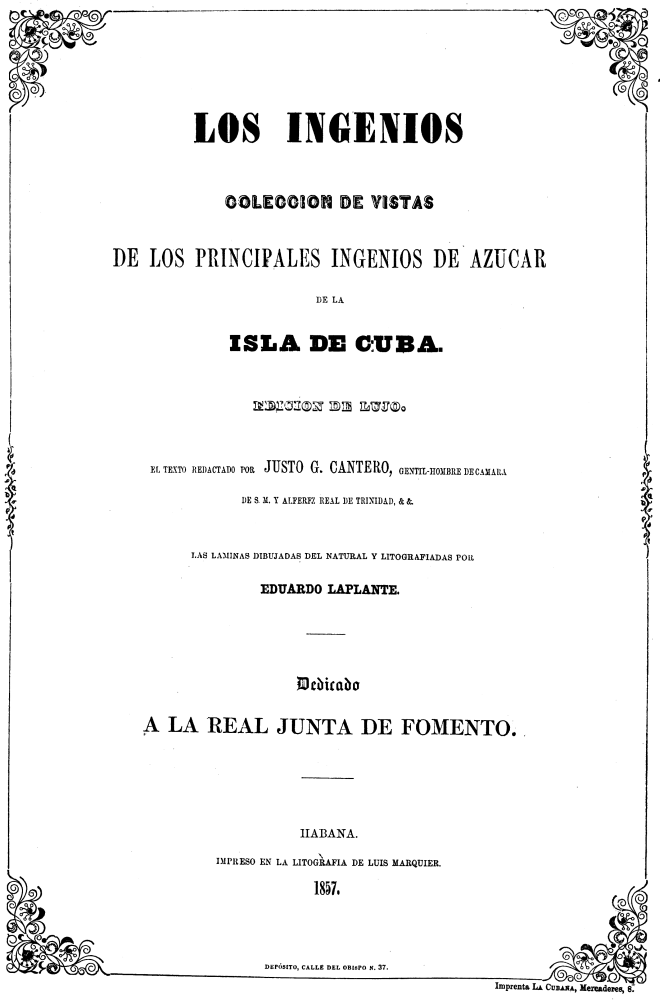 LOS INGENIOS
COLECCION DE VISTAS
DE LOS PRINCIPALES INGENIOS DE AZUCAR
DE LA
ISLA DE CUBA.
EDICION DE LUJO.
EL TEXTO REDACTADO POR JUSTO G. CANTERO, GENTIL-HOMBRE DE CAMARA
DE S. M. Y ALFEREZ REAL DE TRINIDAD, & &.
LAS LAMINAS DIBUJADAS DEL NATURAL Y LITOGRAFIADAS POR
EDUARDO LAPLANTE.
Dedicado
A LA REAL JUNTA DE FOMENTO.
HABANA.
IMPRESO EN LA LITOGRAFIA DE LUIS MARQUIER.
1857.
DEPÓSITO, CALLE DEL OBISPO N. 37.
Imprenta LA CUBANA, Mercaderes, 8.